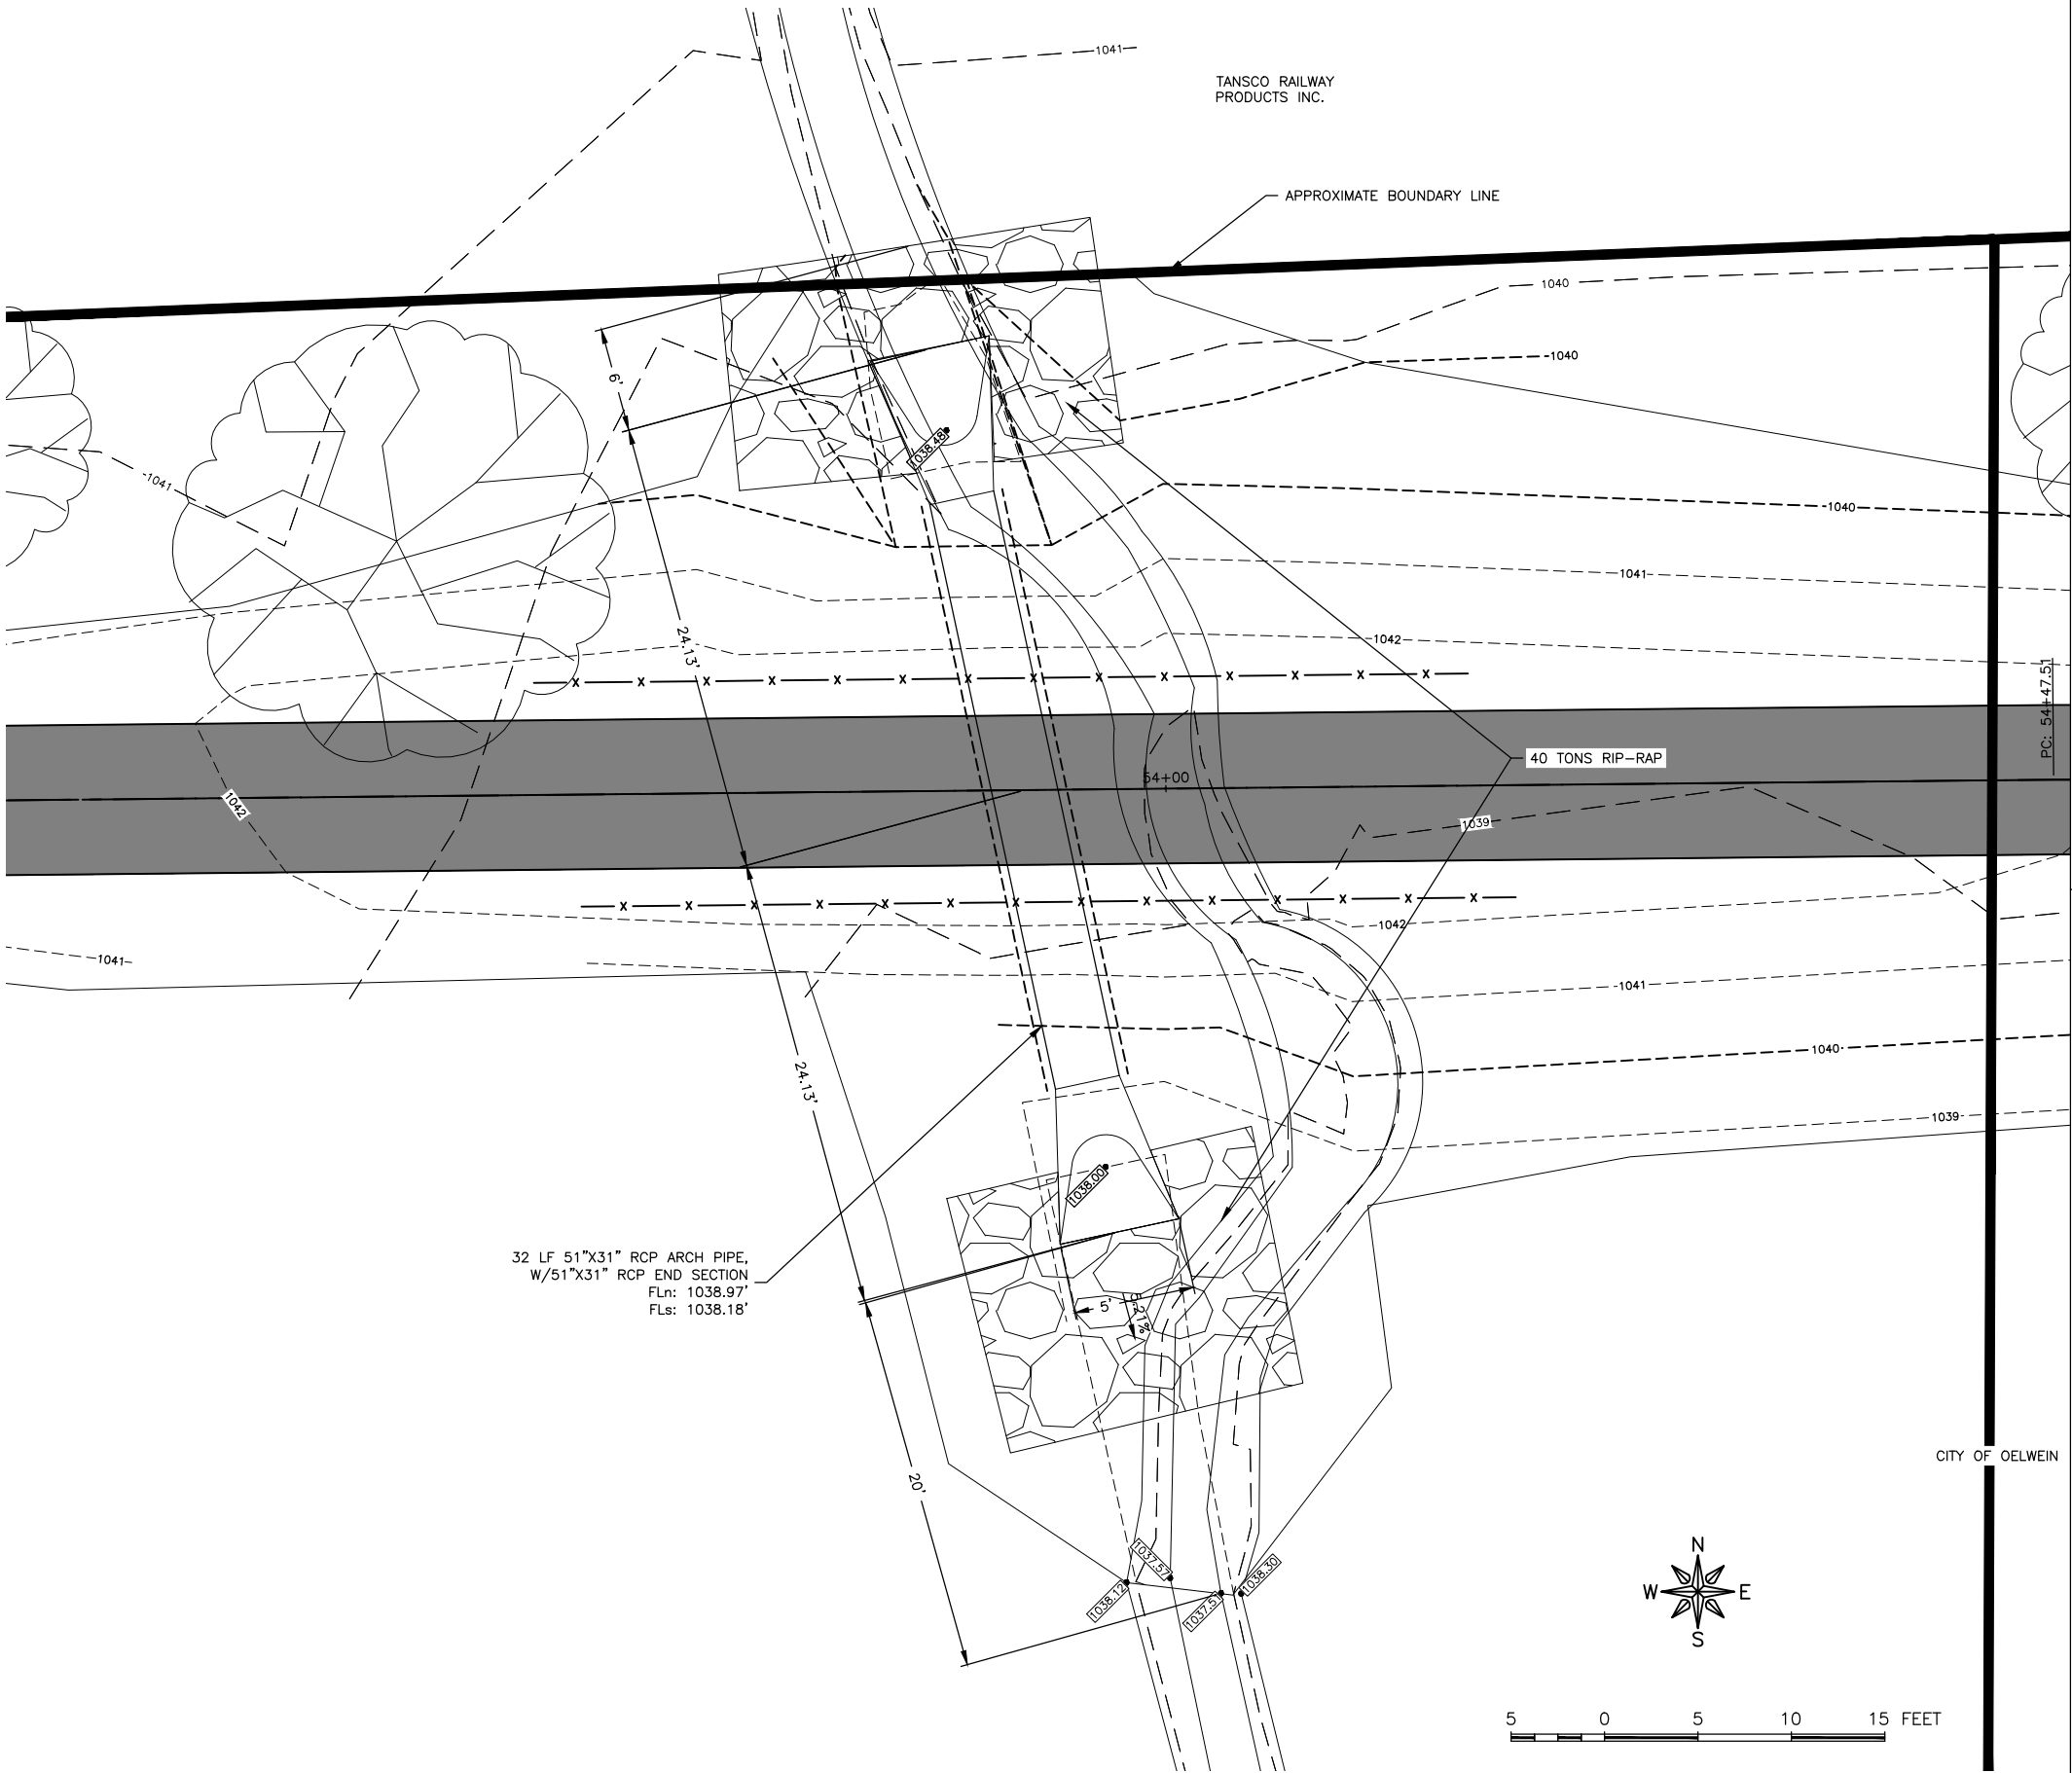 1041
TANSCO RAILWAY
PRODUCTS INC.
APPROXIMATE BOUNDARY LINE
1040
1040
6'
1041
1038.48
1040
1041
24.13'
1042
PC: 54+47.51
40 TONS RIP-RAP
54+00
1042
1039
1042
1041
1041
1040
24.13'
1039
1038.00
32 LF 51"X31" RCP ARCH PIPE,
W/51"X31" RCP END SECTION
FLn: 1038.97'
FLs: 1038.18'
5'
5.21%
CITY OF OELWEIN
20'
1037.57
1038.30
1038.12
1037.51
N
W E
S
5 0 5 10 15 FEET
X X X X X X X X X X X X X X
X X X X X X X X X X X X X X